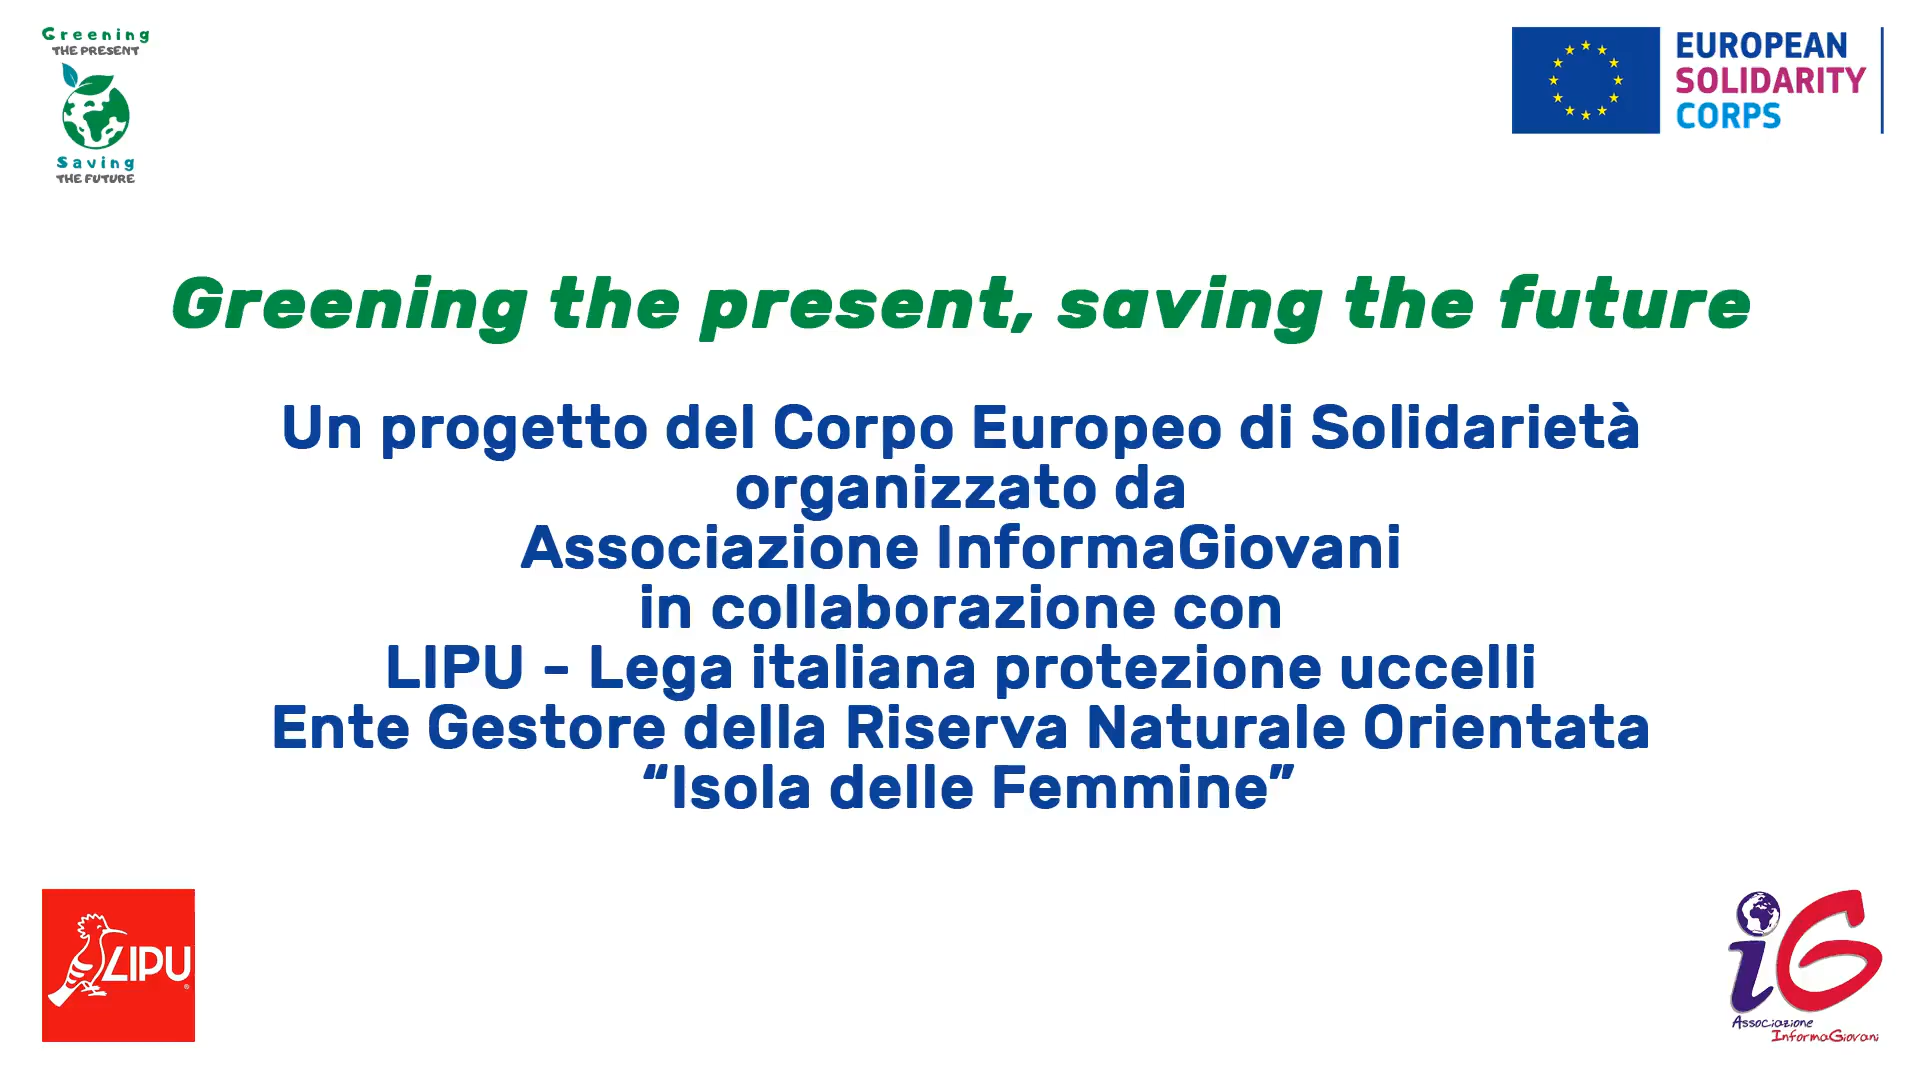 Greening
THE PRESENT
Saving
THE FUTURE
EUROPEAN
SOLIDARITY
CORPS
Greening the present, saving the future
Un progetto del Corpo Europeo di Solidarietà
organizzato da
Associazione InformaGiovani
in collaborazione con
LIPU - Lega italiana protezione uccelli
Ente Gestore della Riserva Naturale Orientata
“Isola delle Femmine”
LIPU
iG
Associazione
InformaGiovani